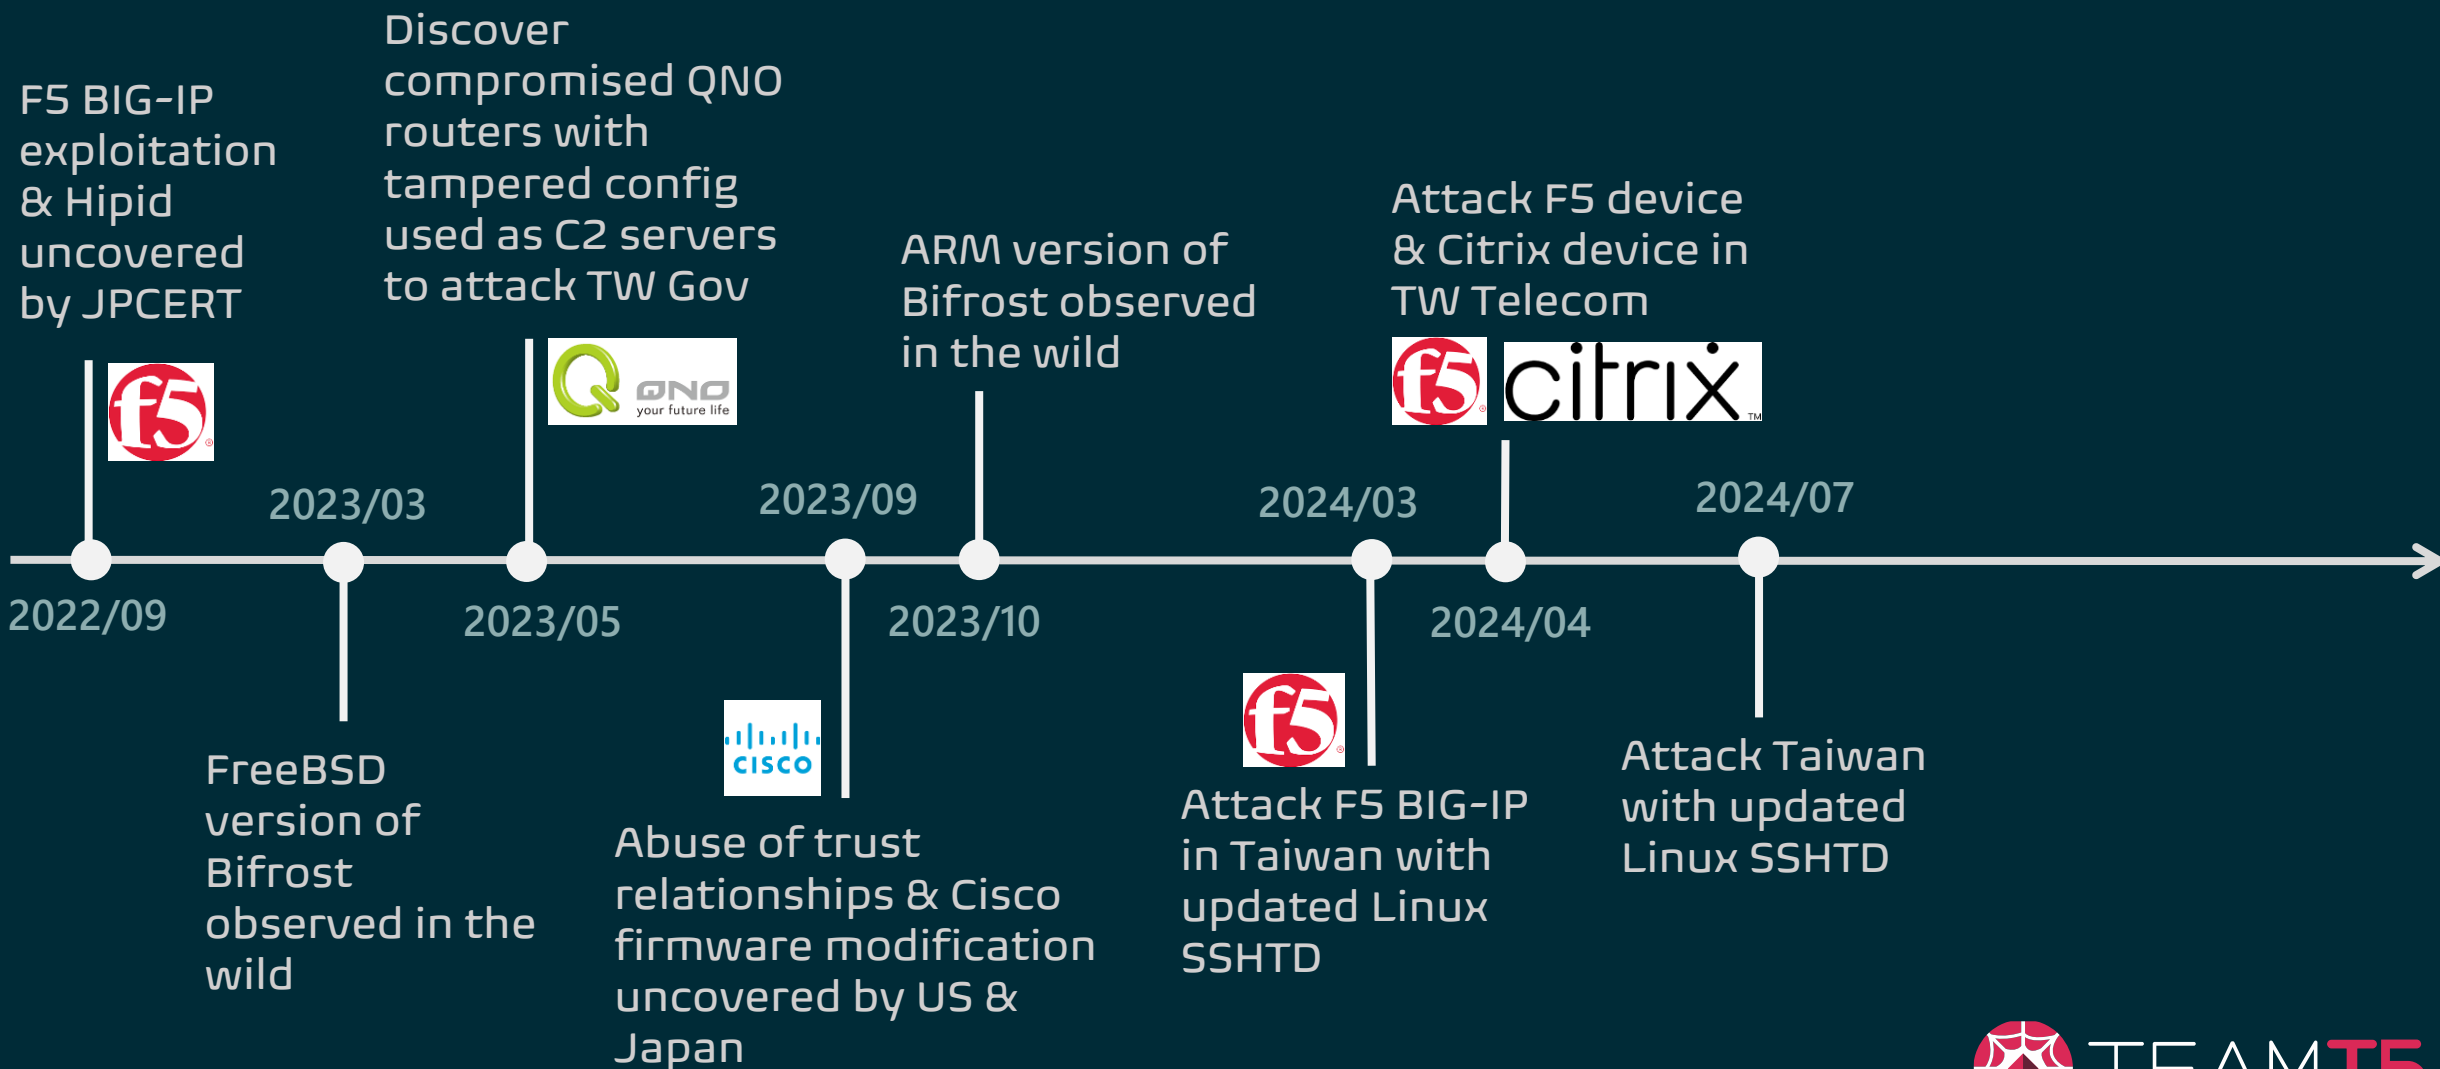 Discover
compromised QNO
routers with
tampered config
used as C2 servers
to attack TW Gov
F5 BIG-IP
exploitation
& Hipid
uncovered
by JPCERT
ARM version of
Bifrost observed
in the wild
Attack F5 device
& Citrix device in
TW Telecom
f5
QNO
your future life
f5
citrix
TM
2023/03
2023/09
2024/03
2024/07
2022/09
2023/05
2023/10
2024/04
FreeBSD
version of
Bifrost
observed in the
wild
CISCO
Abuse of trust
relationships & Cisco
firmware modification
uncovered by US &
Japan
f5
Attack F5 BIG-IP
in Taiwan with
updated Linux
SSHTD
Attack Taiwan
with updated
Linux SSHTD
TEAMT5